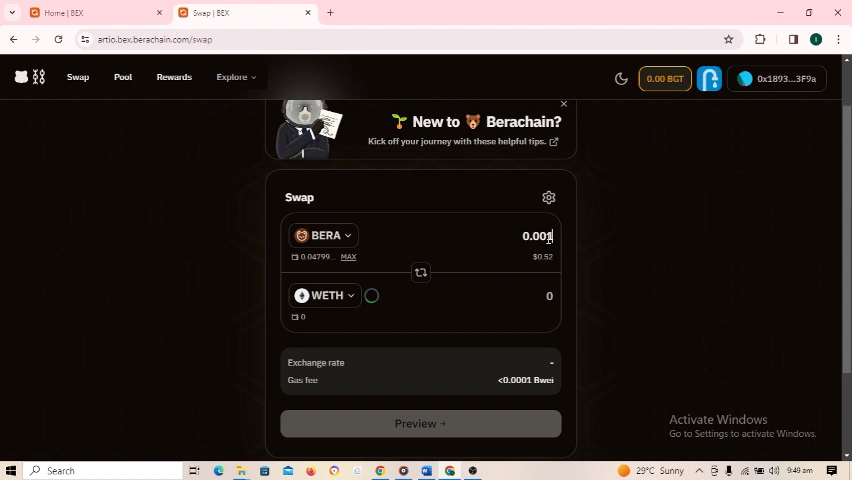 Home | BEX
Swap | BEX
artio.bex.berachain.com/swap
Swap
Pool
Rewards
Explore
0.00 BGT
0x1893...3F9a
New to Berachain?
Kick off your journey with these helpful tips.
Swap
BERA
0.001
0.04799... MAX
$0.52
WETH
0
0
Exchange rate
-
Gas fee
<0.0001 Bwei
Preview →
Activate Windows
Go to Settings to activate Windows.
Search
29°C Sunny
9:49 am